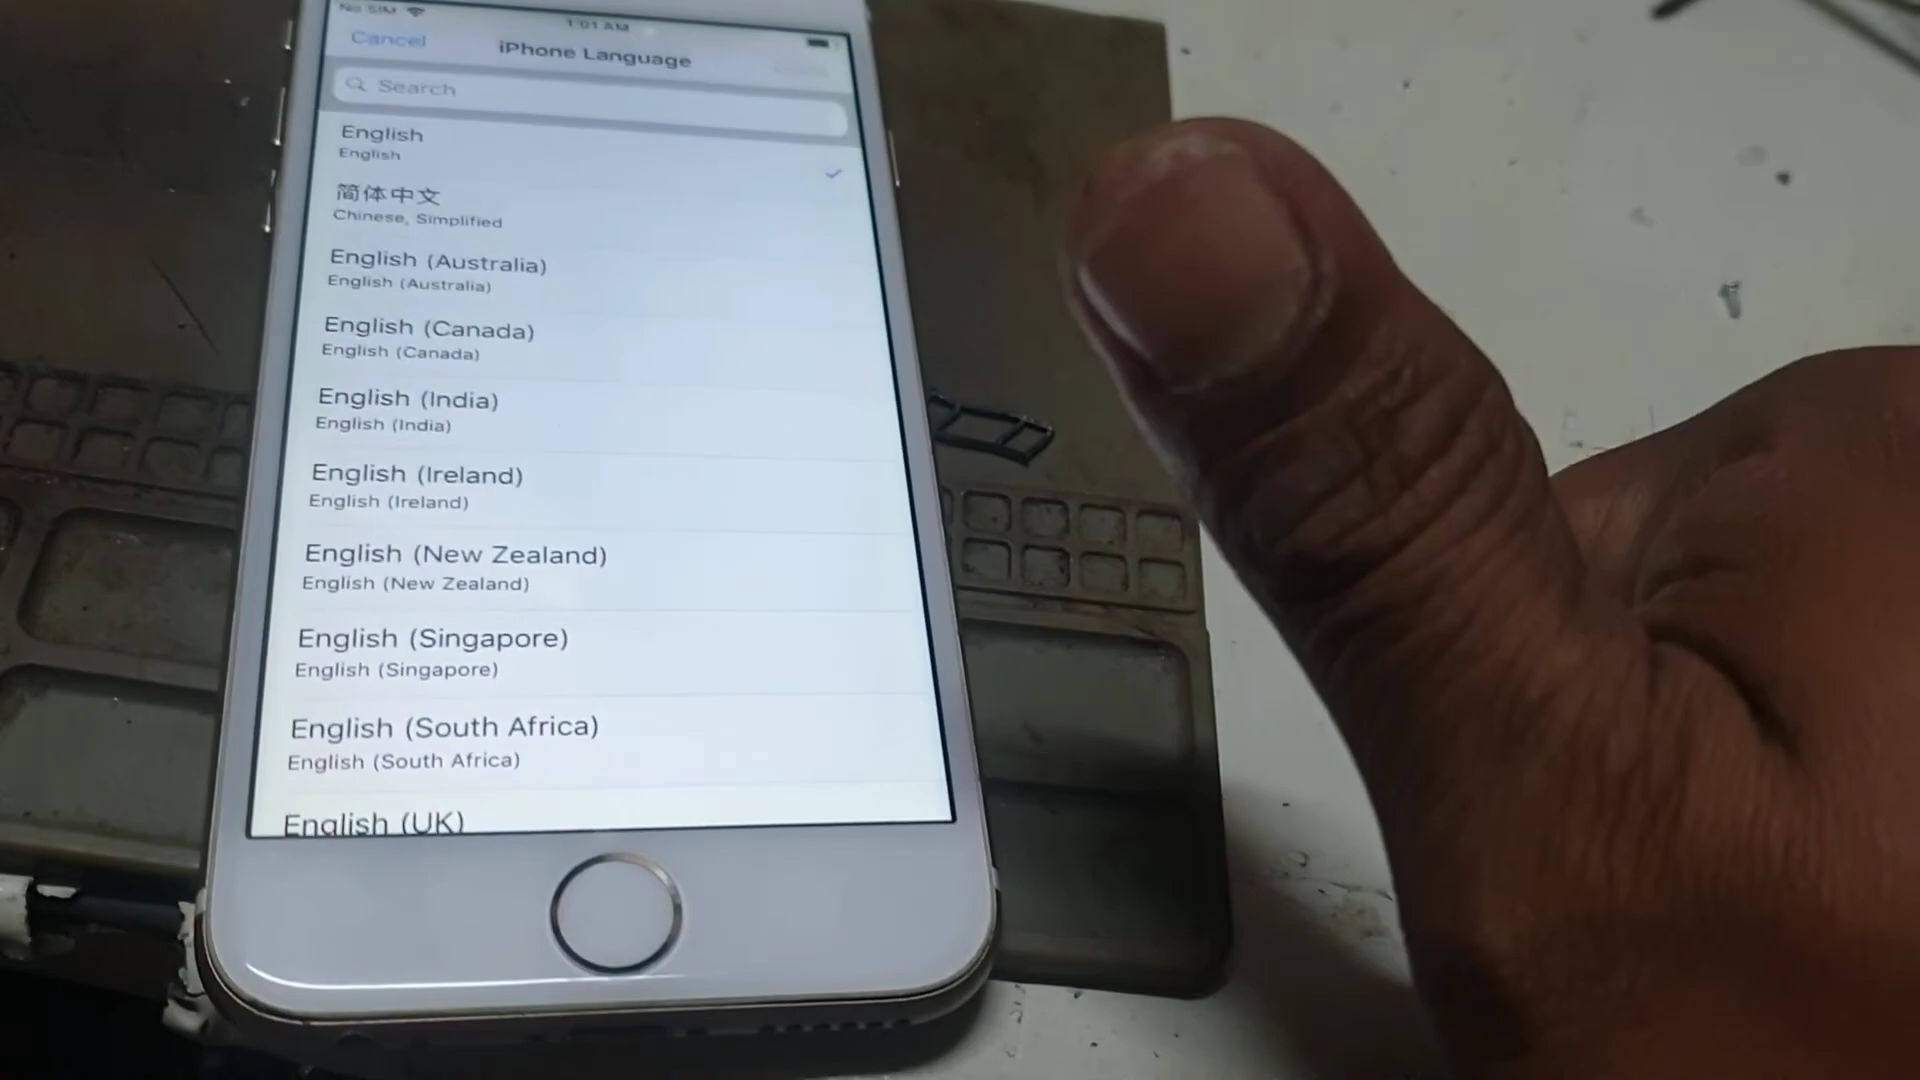 No SIM
1:01 AM
Cancel
iPhone Language
Search
English
English
简体中文
Chinese, Simplified
English (Australia)
English (Australia)
English (Canada)
English (Canada)
English (India)
English (India)
English (Ireland)
English (Ireland)
English (New Zealand)
English (New Zealand)
English (Singapore)
English (Singapore)
English (South Africa)
English (South Africa)
English (UK)